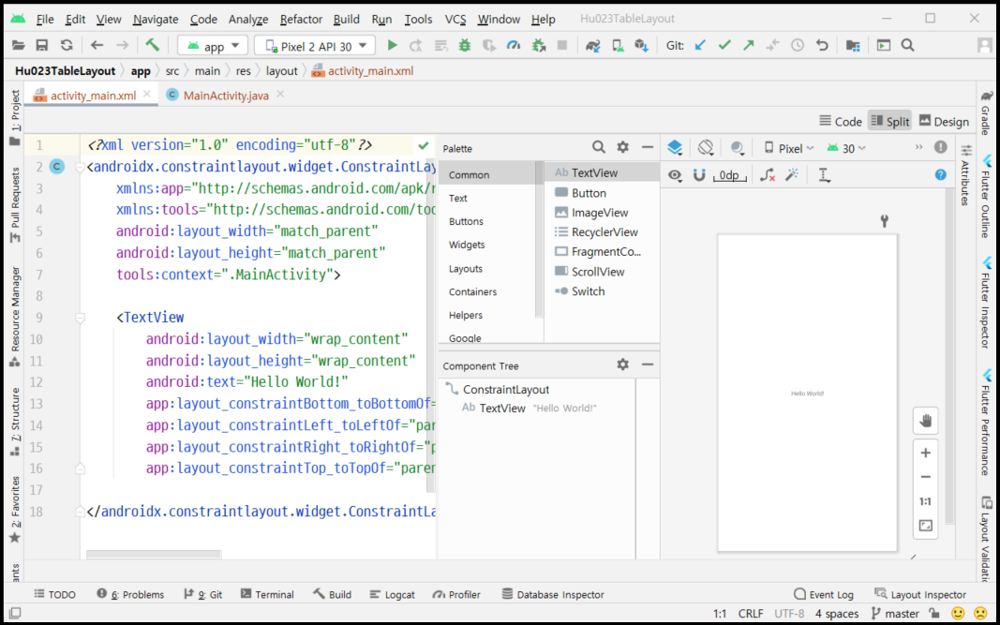 File Edit View Navigate Code Analyze Refactor Build Run Tools VCS Window Help Hu023TableLayout
app Pixel 2 API 30 Git:
Hu023TableLayout app src main res layout activity_main.xml
activity_main.xml MainActivity.java
Code Split Design
1: Project
Pull Requests
Resource Manager
7: Structure
2: Favorites
1 <?xml version="1.0" encoding="utf-8"?>
2 <androidx.constraintlayout.widget.ConstraintLay
3 xmlns:app="http://schemas.android.com/apk/r
4 xmlns:tools="http://schemas.android.com/too
5 android:layout_width="match_parent"
6 android:layout_height="match_parent"
7 tools:context=".MainActivity">
8
9 <TextView
10 android:layout_width="wrap_content"
11 android:layout_height="wrap_content"
12 android:text="Hello World!"
13 app:layout_constraintBottom_toBottomOf=
14 app:layout_constraintLeft_toLeftOf="par
15 app:layout_constraintRight_toRightOf="p
16 app:layout_constraintTop_toTopOf="paren
17
18 </androidx.constraintlayout.widget.ConstraintLa
Palette
Common
Text
Buttons
Widgets
Layouts
Containers
Helpers
Google
Ab TextView
Button
ImageView
RecyclerView
FragmentCo...
ScrollView
Switch
Component Tree
ConstraintLayout
Ab TextView "Hello World!"
Pixel 30
0dp
Hello World!
1:1
Gradle
Attributes
Flutter Outline
Flutter Inspector
Flutter Performance
Layout Validatio
TODO 6: Problems 9: Git Terminal Build Logcat Profiler Database Inspector Event Log Layout Inspector
1:1 CRLF UTF-8 4 spaces master